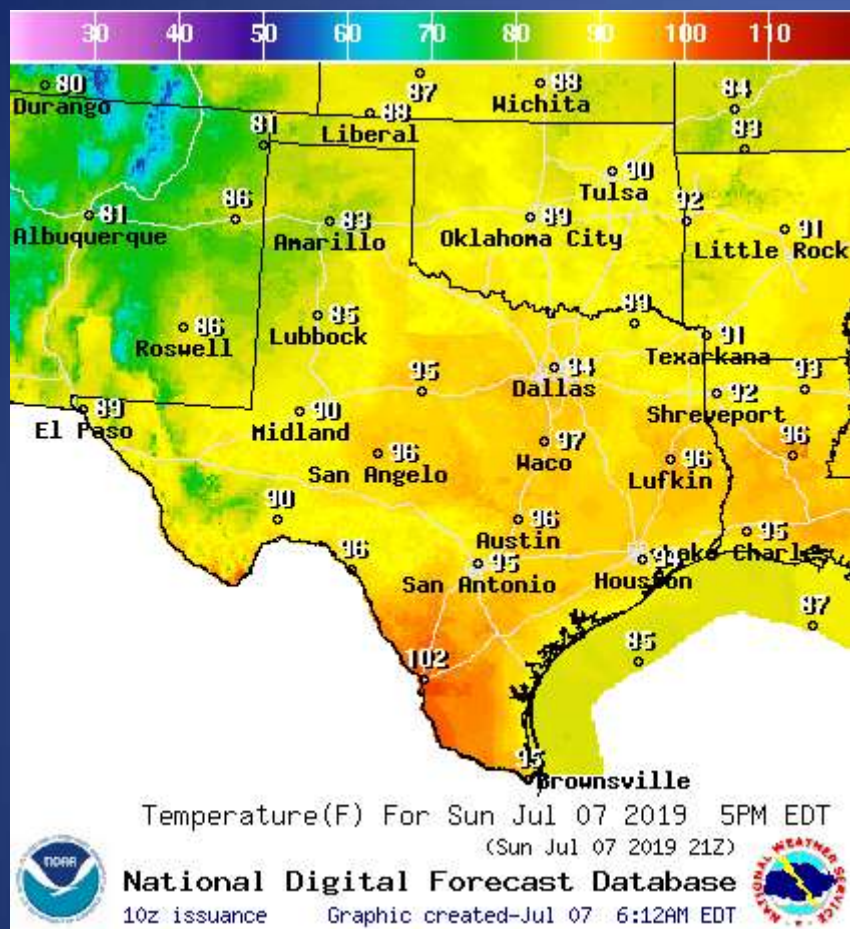 30 40 50 60 70 80 90 100 110
80
Durango
87
88
Wichita
84
88
Liberal
81
83
90
Tulsa
81
Albuquerque
86
83
Amarillo
89
Oklahoma City
92
91
Little Rock
86
Roswell
85
Lubbock
89
91
Texarkana
95
94
Dallas
92
Shreveport
93
89
El Paso
90
Midland
96
San Angelo
97
Waco
96
Lufkin
96
90
96
Austin
95
Lake Charles
96
95
San Antonio
94
Houston
87
85
102
95
Brownsville
Temperature(F) For Sun Jul 07 2019 5PM EDT
(Sun Jul 07 2019 21Z)
National Digital Forecast Database
10z issuance Graphic created-Jul 07 6:12AM EDT
NOAA
NATIONAL WEATHER SERVICE